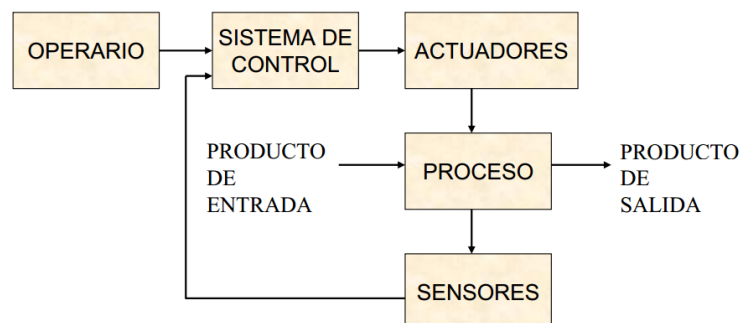 OPERARIO
SISTEMA DE
CONTROL
ACTUADORES
PRODUCTO
DE
ENTRADA
PROCESO
PRODUCTO
DE
SALIDA
SENSORES